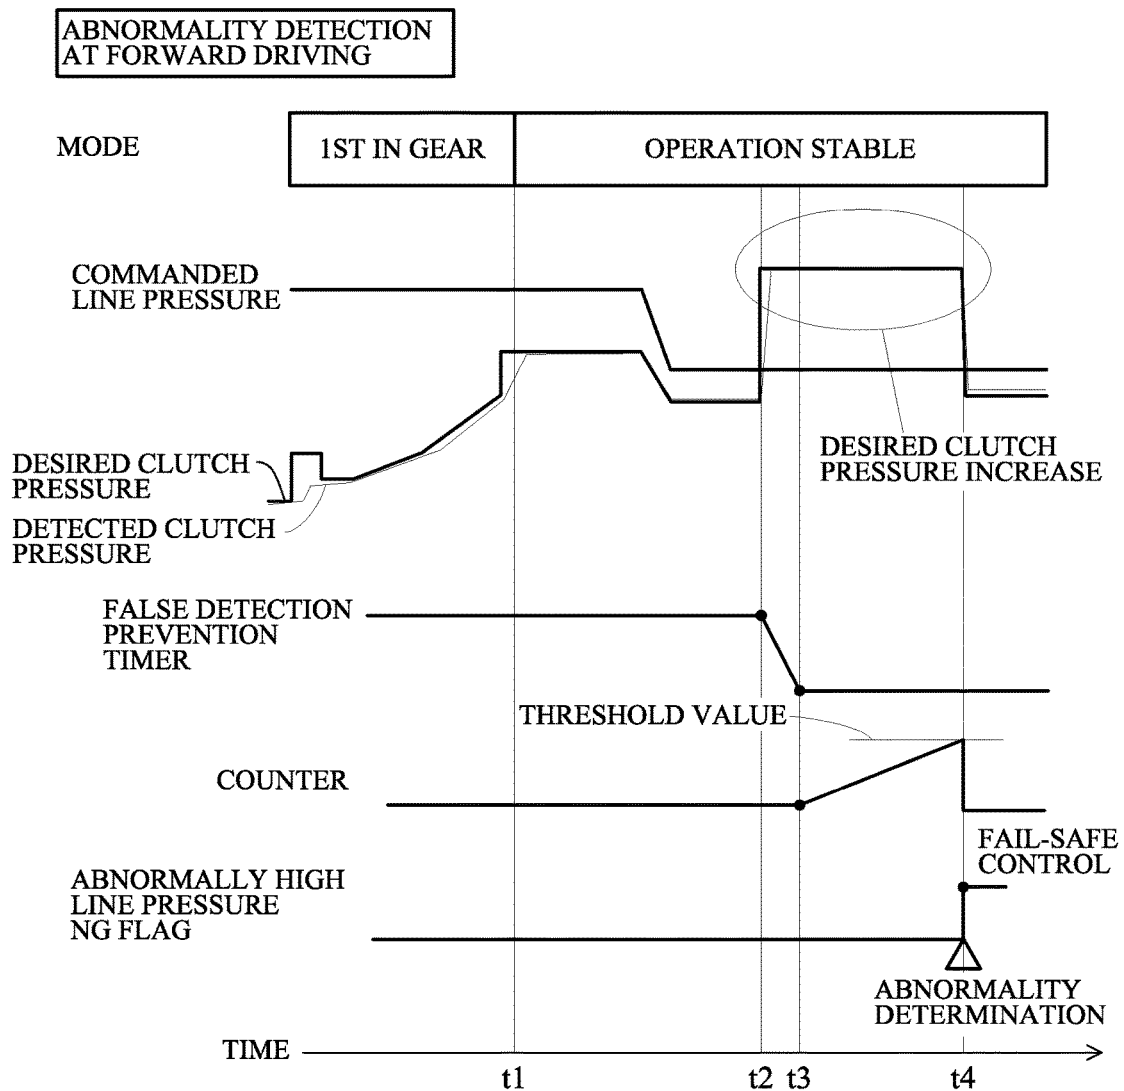 ABNORMALITY DETECTION
AT FORWARD DRIVING
MODE
1ST IN GEAR
OPERATION STABLE
COMMANDED
LINE PRESSURE
DESIRED CLUTCH
PRESSURE INCREASE
DESIRED CLUTCH
PRESSURE
DETECTED CLUTCH
PRESSURE
FALSE DETECTION
PREVENTION
TIMER
THRESHOLD VALUE
COUNTER
FAIL-SAFE
CONTROL
ABNORMALLY HIGH
LINE PRESSURE
NG FLAG
ABNORMALITY
DETERMINATION
TIME
t1
t2
t3
t4